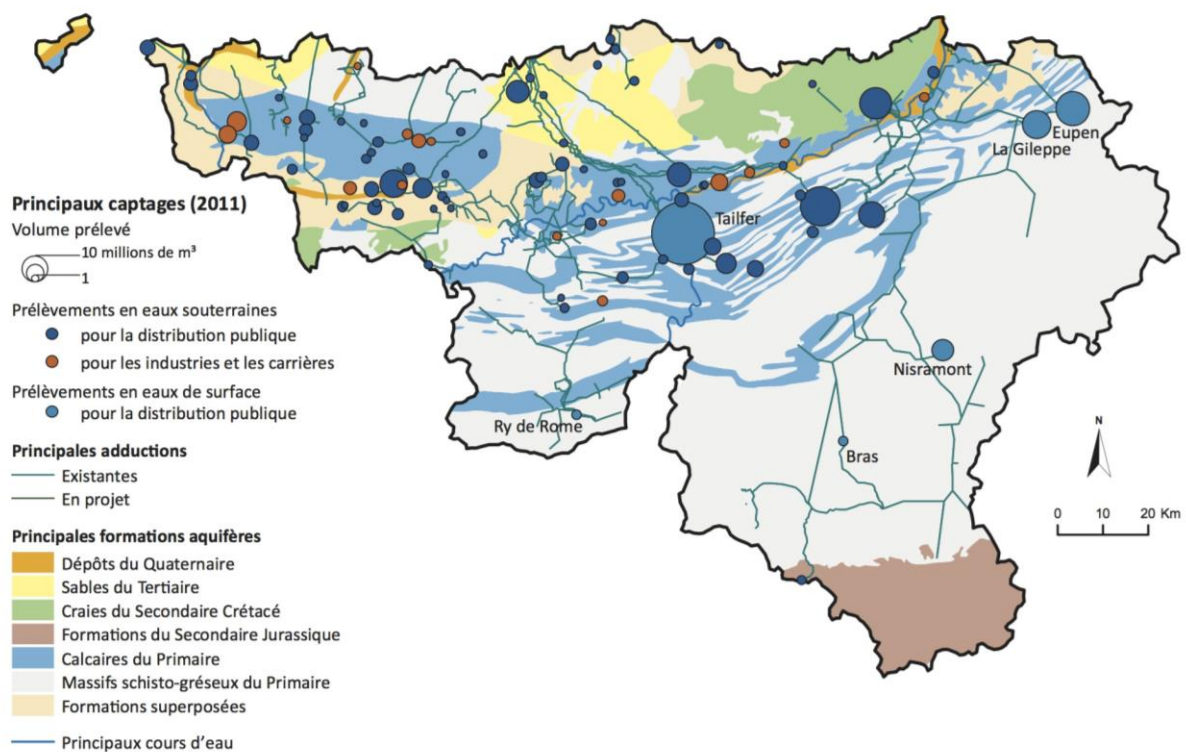 Eupen
La Gileppe
Tailfer
Nisramont
Ry de Rome
Bras
N
0 10 20 Km
Principaux captages (2011)
Volume prélevé
10 millions de m³
1
Prélèvements en eaux souterraines
pour la distribution publique
pour les industries et les carrières
Prélèvements en eaux de surface
pour la distribution publique
Principales adductions
Existantes
En projet
Principales formations aquifères
Dépôts du Quaternaire
Sables du Tertiaire
Craies du Secondaire Crétacé
Formations du Secondaire Jurassique
Calcaires du Primaire
Massifs schisto-gréseux du Primaire
Formations superposées
Principaux cours d'eau